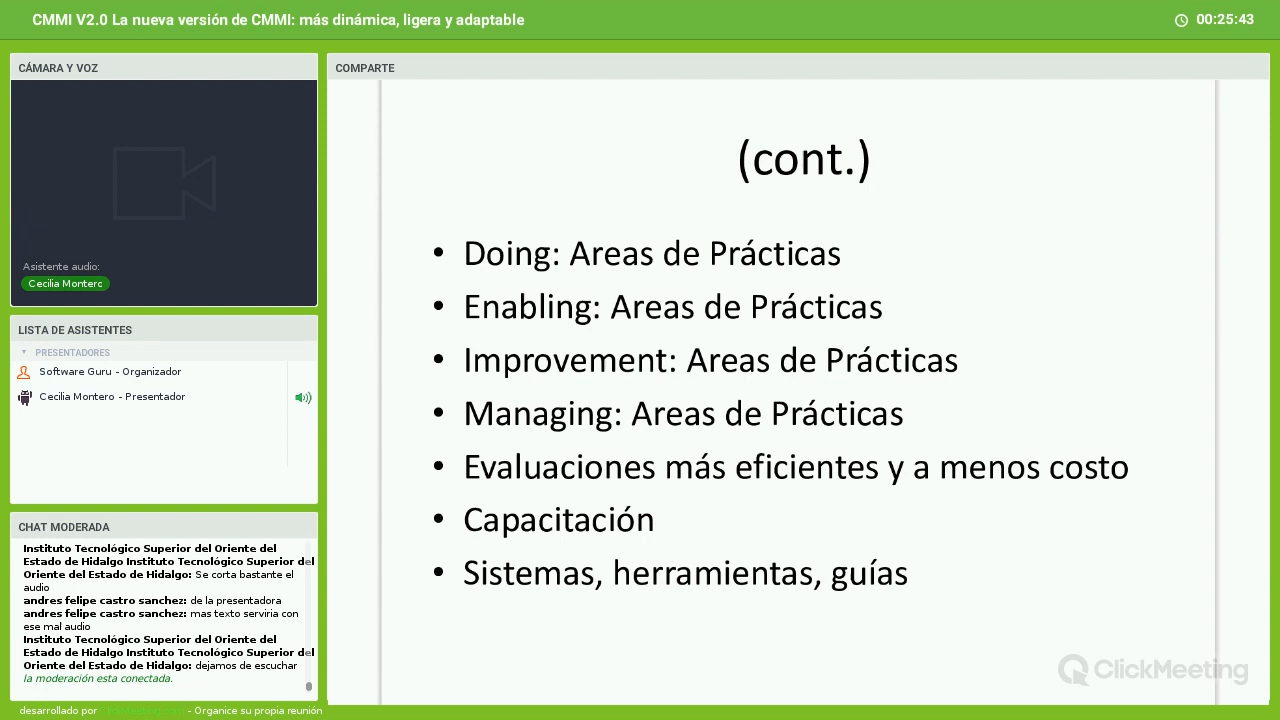 CMMI V2.0 La nueva versión de CMMI: más dinámica, ligera y adaptable
00:25:43
CÁMARA Y VOZ
Asistente audio:
Cecilia Montero
LISTA DE ASISTENTES
PRESENTADORES
Software Guru - Organizador
Cecilia Montero - Presentador
CHAT MODERADA
Instituto Tecnológico Superior del Oriente del
Estado de Hidalgo Instituto Tecnológico Superior del
Oriente del Estado de Hidalgo: Se corta bastante el
audio
andres felipe castro sanchez: de la presentadora
andres felipe castro sanchez: mas texto serviria con
ese mal audio
Instituto Tecnológico Superior del Oriente del
Estado de Hidalgo Instituto Tecnológico Superior del
Oriente del Estado de Hidalgo: dejamos de escuchar
la moderación esta conectada.
desarrollado por - Organice su propia reunión
COMPARTE
(cont.)
• Doing: Areas de Prácticas
• Enabling: Areas de Prácticas
• Improvement: Areas de Prácticas
• Managing: Areas de Prácticas
• Evaluaciones más eficientes y a menos costo
• Capacitación
• Sistemas, herramientas, guías
ClickMeeting